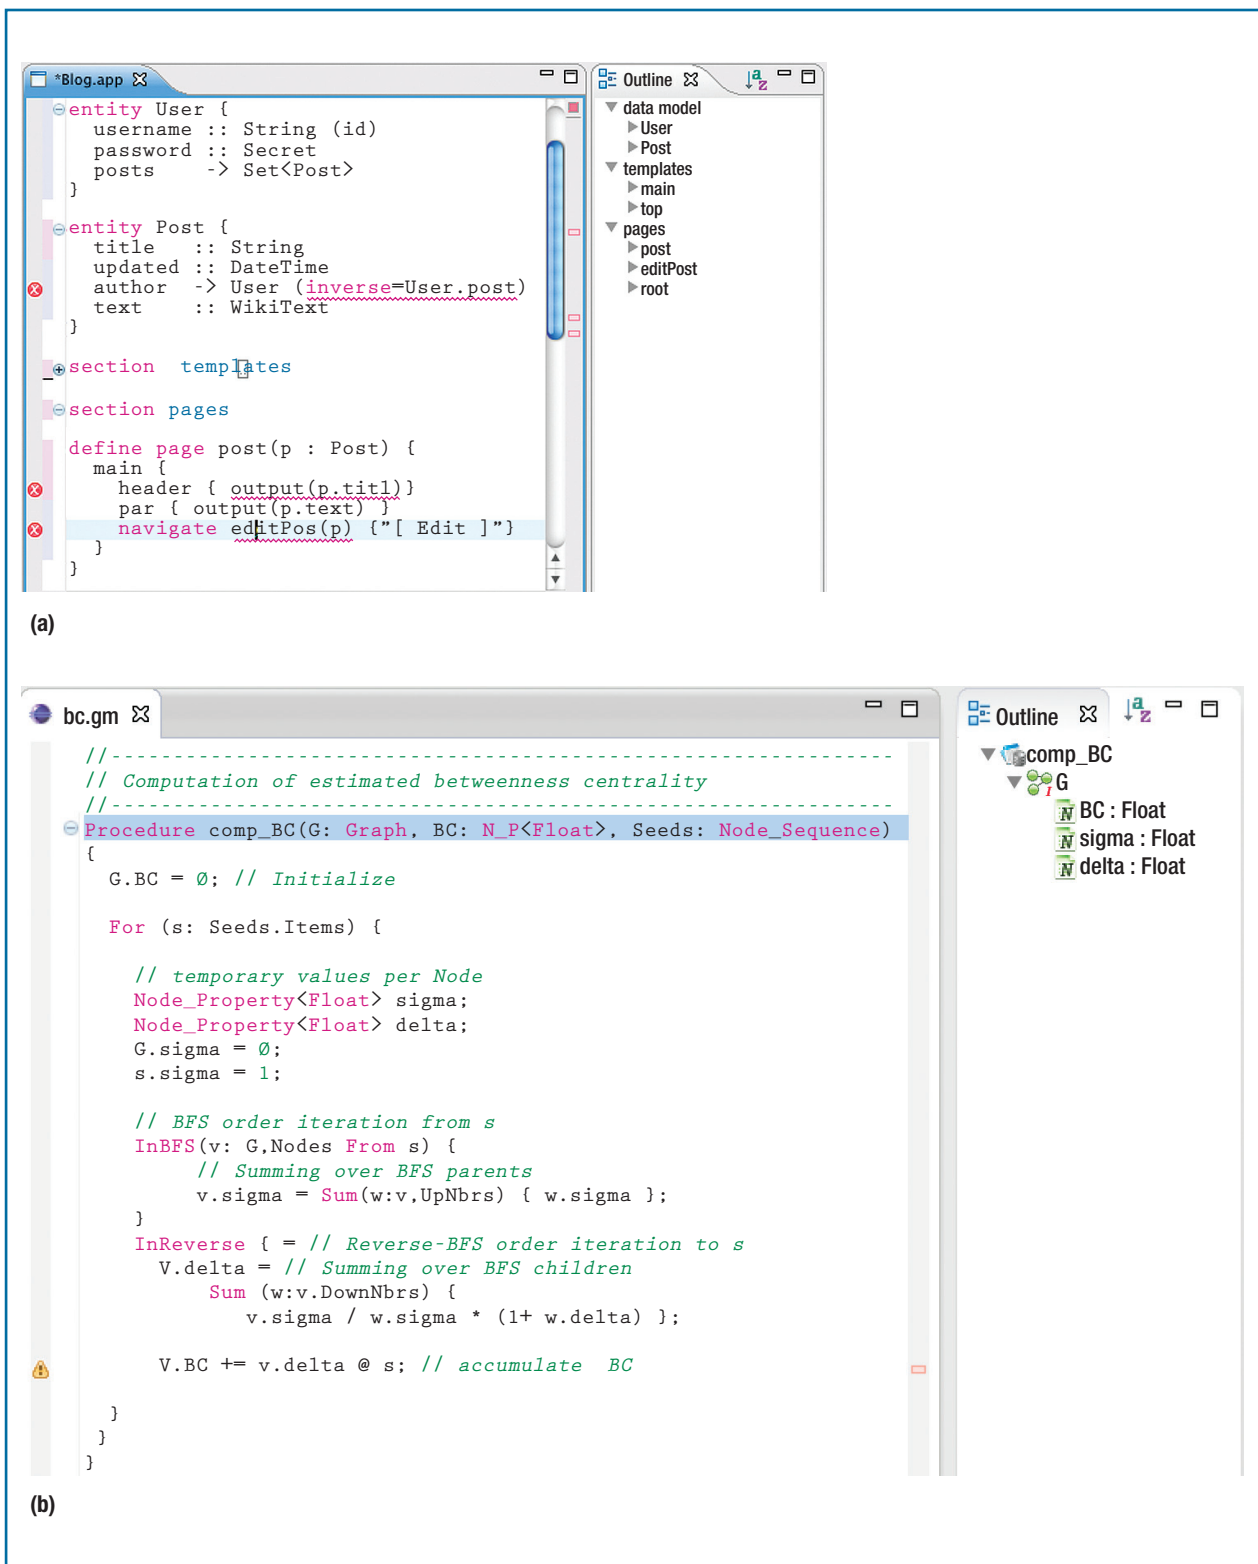 *Blog.app
entity User {
username :: String (id)
password :: Secret
posts -> Set<Post>
}
entity Post {
title :: String
updated :: DateTime
author -> User (inverse=User.post)
text :: WikiText
}
section templates
section pages
define page post(p : Post) {
main {
header { output(p.titl)}
par { output(p.text) }
navigate editPos(p) {"[ Edit ]"}
}
}
Outline
data model
User
Post
templates
main
top
pages
post
editPost
root
(a)
bc.gm
//---------------------------------------------------------------
// Computation of estimated betweenness centrality
//---------------------------------------------------------------
Procedure comp_BC(G: Graph, BC: N_P<Float>, Seeds: Node_Sequence)
{
G.BC = Ø; // Initialize
For (s: Seeds.Items) {
// temporary values per Node
Node_Property<Float> sigma;
Node_Property<Float> delta;
G.sigma = Ø;
s.sigma = 1;
// BFS order iteration from s
InBFS(v: G,Nodes From s) {
// Summing over BFS parents
v.sigma = Sum(w:v,UpNbrs) { w.sigma };
}
InReverse { = // Reverse-BFS order iteration to s
V.delta = // Summing over BFS children
Sum (w:v.DownNbrs) {
v.sigma / w.sigma * (1+ w.delta) };
V.BC += v.delta @ s; // accumulate BC
}
}
}
Outline
comp_BC
G
BC : Float
sigma : Float
delta : Float
(b)